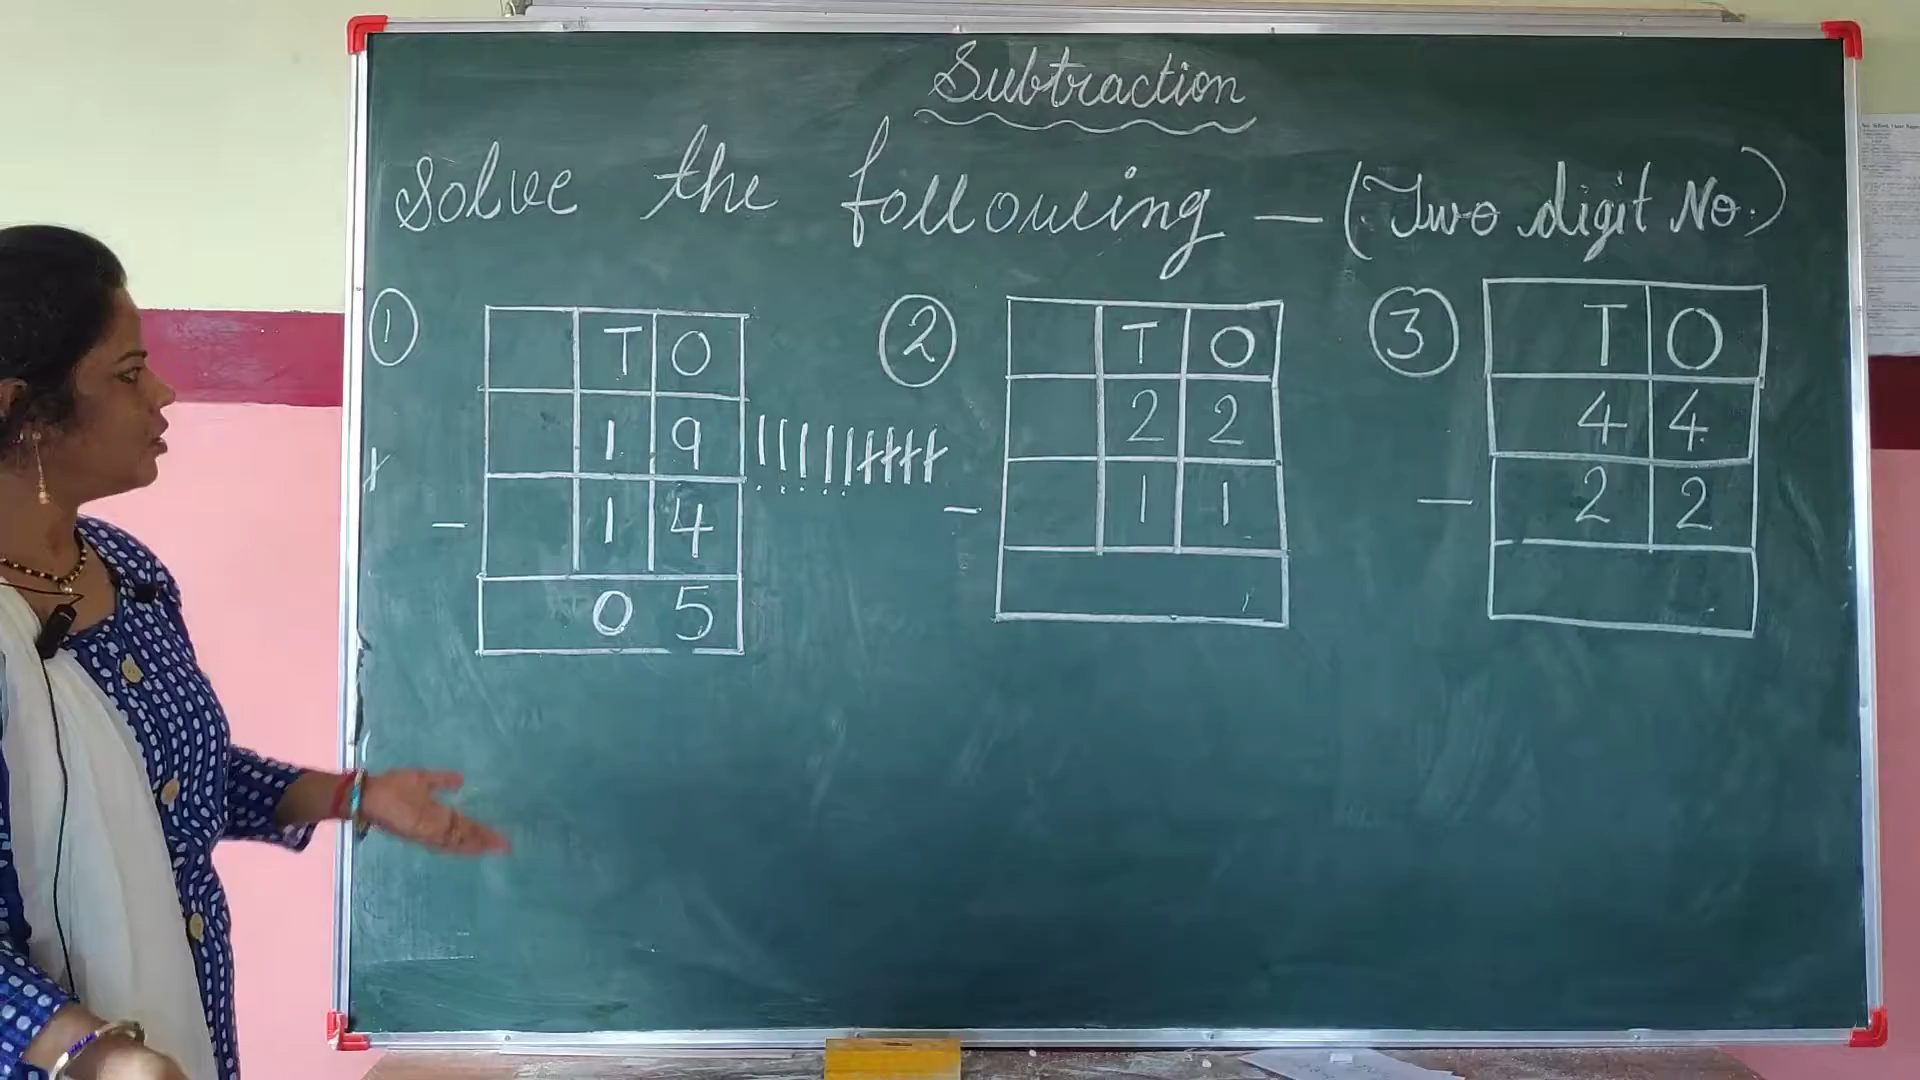 Subtraction
Solve the following – (Two digit No.)
① ② ③
T O T O T O
1 9 2 2 4 4
– 1 4 – 1 1 – 2 2
0 5